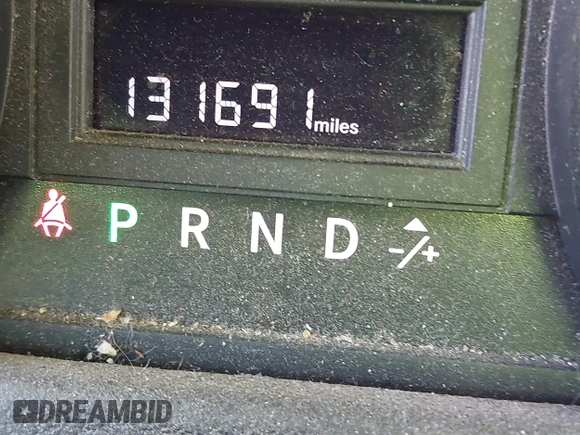 131691 miles
P R N D -/+
DREAMBID